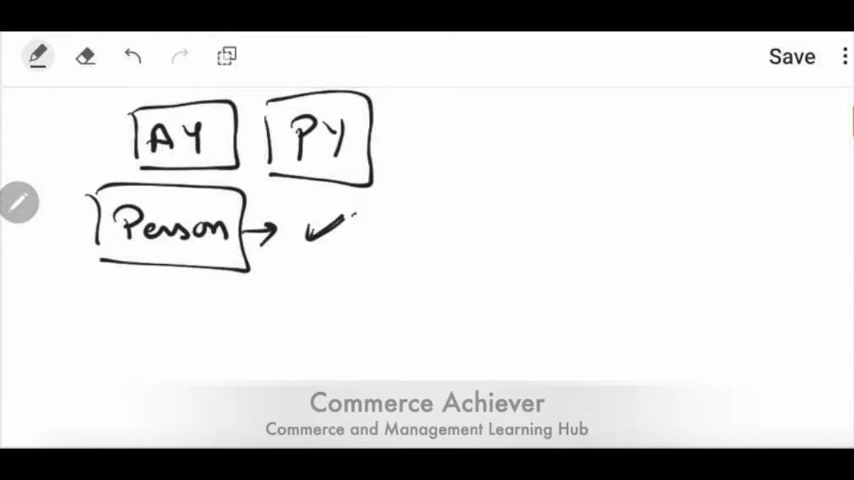 Save
AY PY
Person → ✓
Commerce Achiever
Commerce and Management Learning Hub